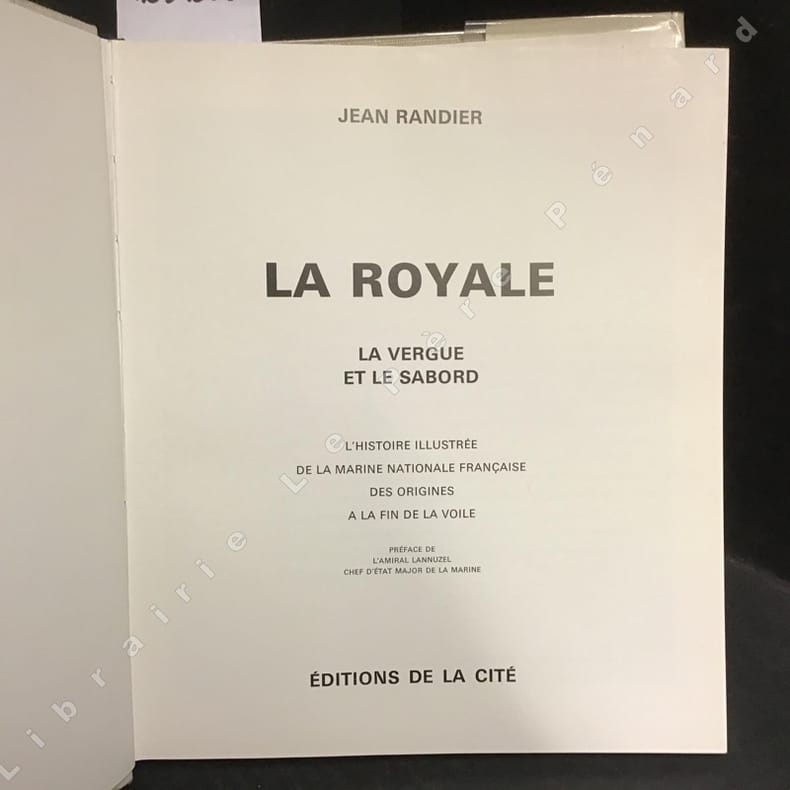 JEAN RANDIER
LA ROYALE
LA VERGUE
ET LE SABORD
L'HISTOIRE ILLUSTRÉE
DE LA MARINE NATIONALE FRANÇAISE
DES ORIGINES
A LA FIN DE LA VOILE
PRÉFACE DE
L'AMIRAL LANNUZEL
CHEF D'ÉTAT MAJOR DE LA MARINE
ÉDITIONS DE LA CITÉ
Librairie Le Père Pénard